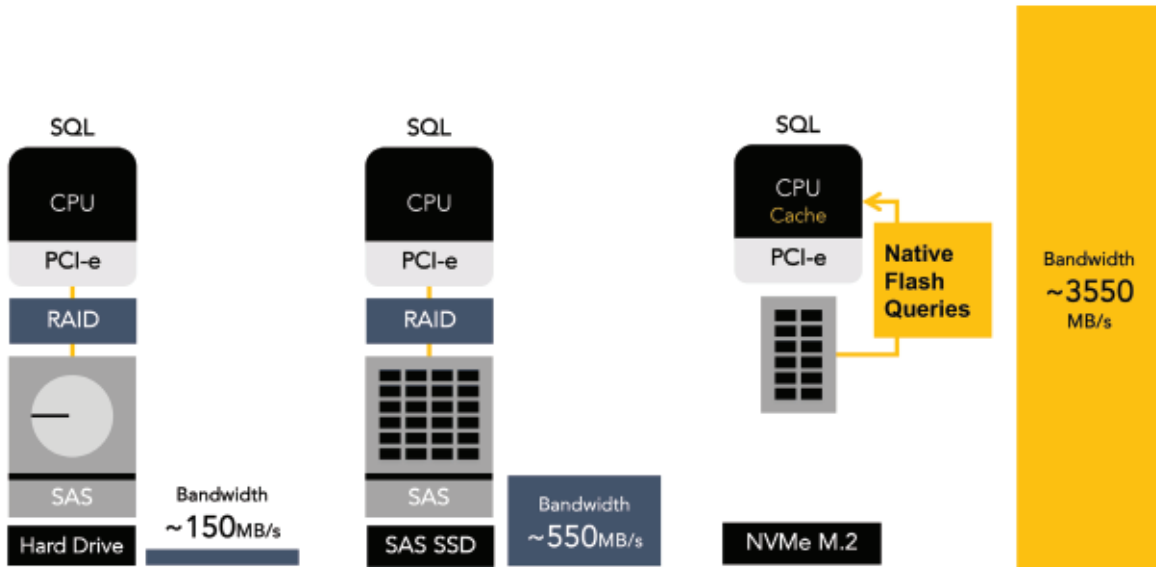 SQL
CPU
PCI-e
RAID
SAS
Hard Drive
Bandwidth
~150MB/s
SQL
CPU
PCI-e
RAID
SAS
SAS SSD
Bandwidth
~550MB/s
SQL
CPU
Cache
PCI-e
Native
Flash
Queries
NVMe M.2
Bandwidth
~3550
MB/s